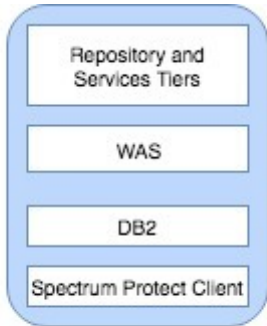 Repository and
Services Tiers
WAS
DB2
Spectrum Protect Client